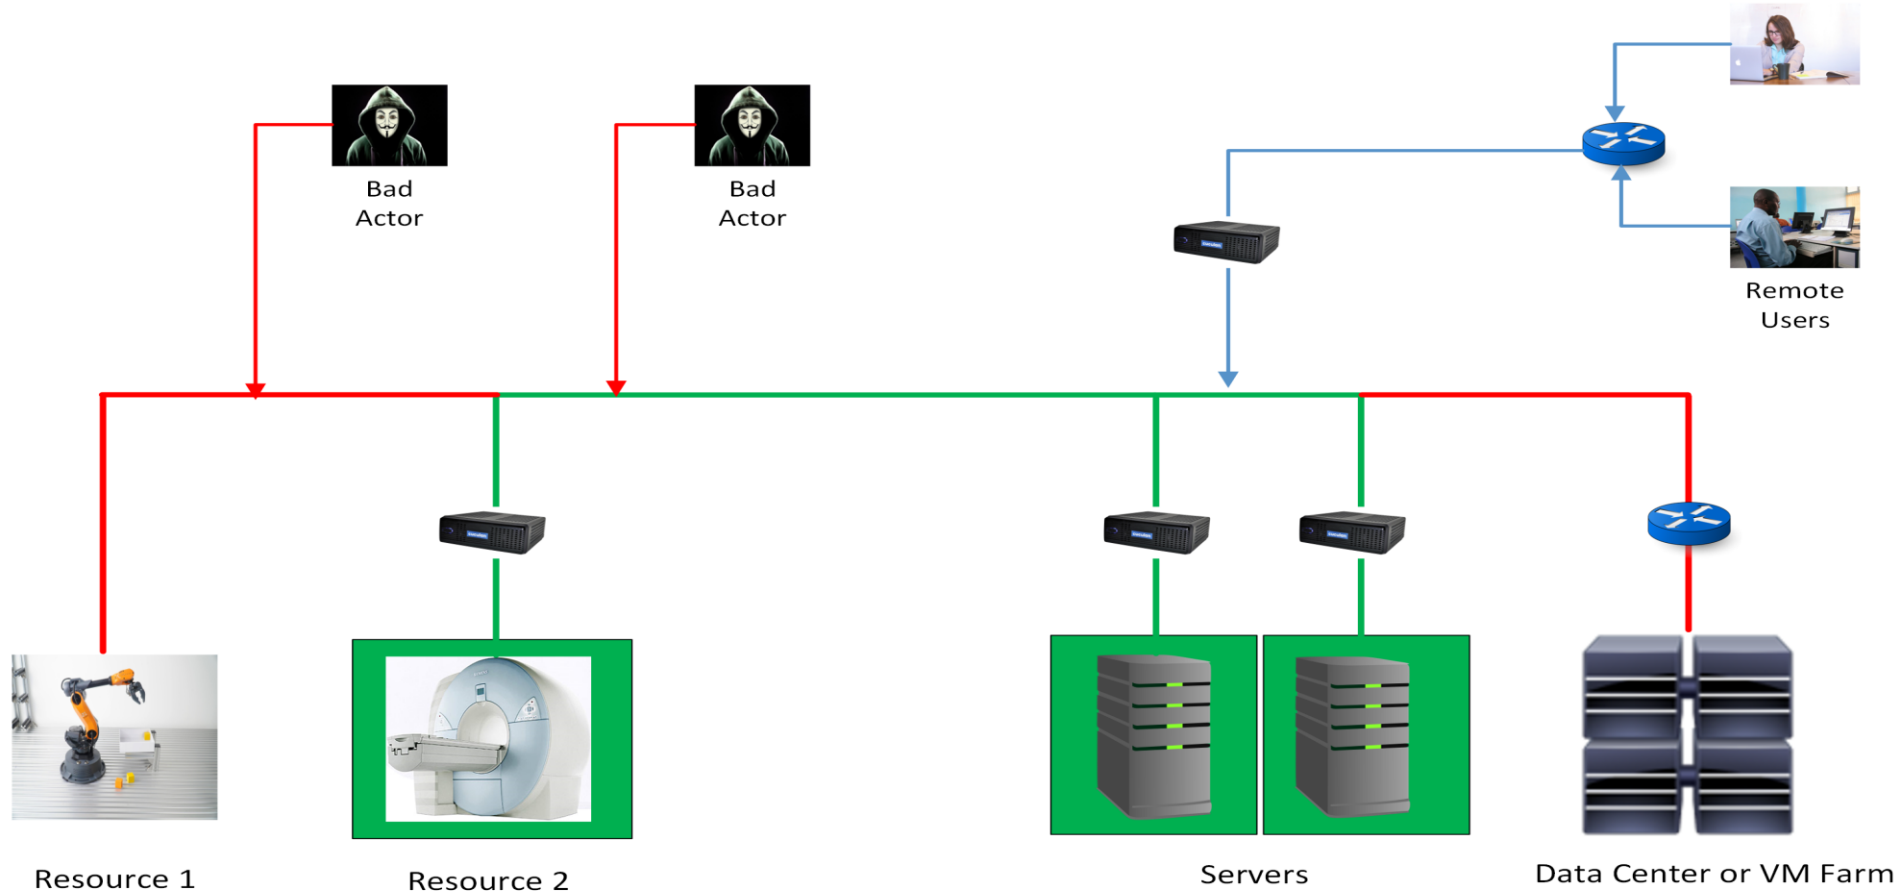 Bad
Actor
Bad
Actor
Remote
Users
Resource 1
Resource 2
Servers
Data Center or VM Farm